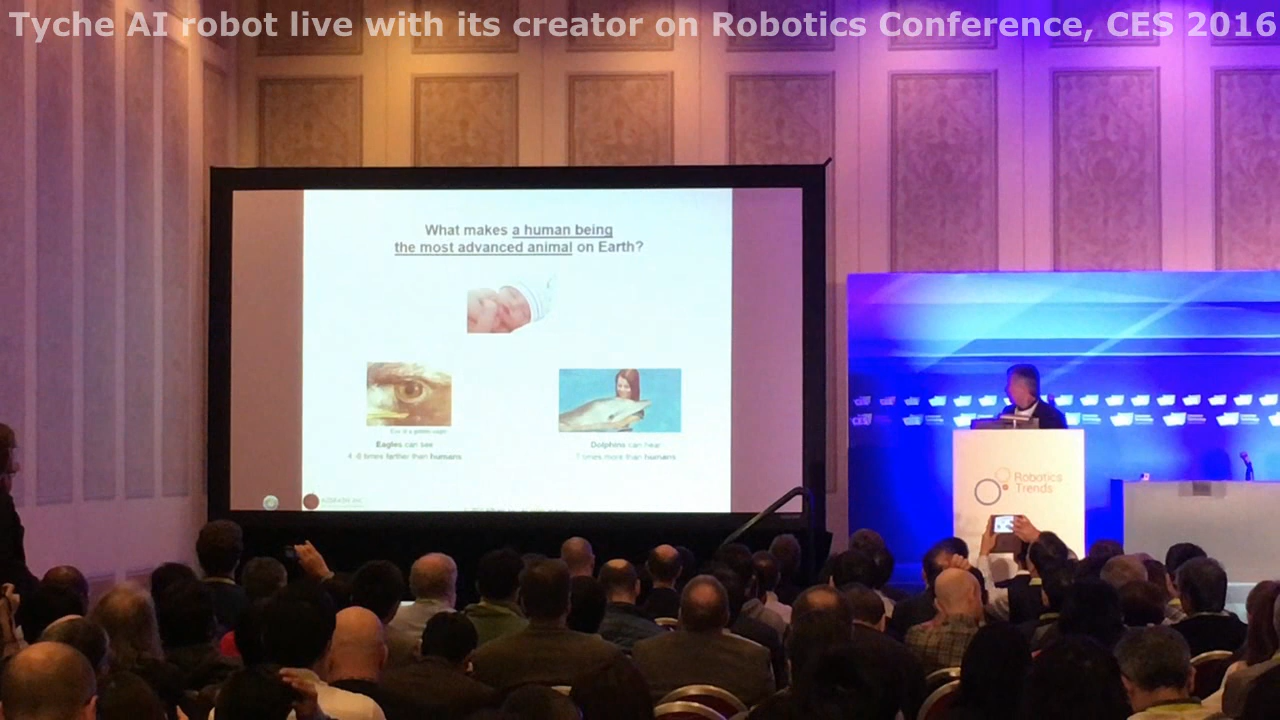 Tyche AI robot live with its creator on Robotics Conference, CES 2016
What makes a human being
the most advanced animal on Earth?
Eagles can see
4 -8 times farther than humans
Dolphins can hear
times more than humans
Robotics
Trends
CES